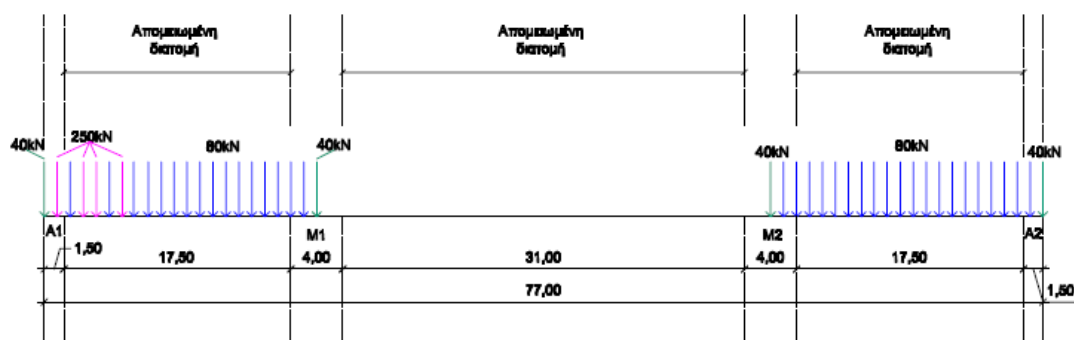 Απομειωμένη
διατομή
Απομειωμένη
διατομή
Απομειωμένη
διατομή
40kN
250kN
80kN
40kN
40kN
80kN
40kN
A1
1,50
17,50
M1
4,00
31,00
M2
4,00
17,50
A2
1,50
77,00